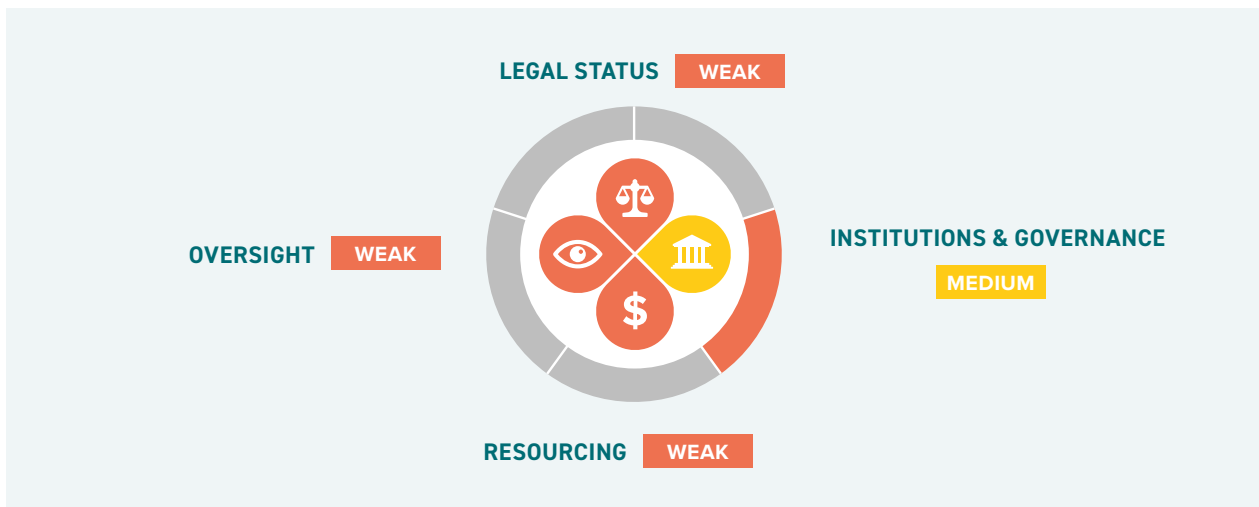 LEGAL STATUS WEAK
OVERSIGHT WEAK
INSTITUTIONS & GOVERNANCE
MEDIUM
$
RESOURCING WEAK